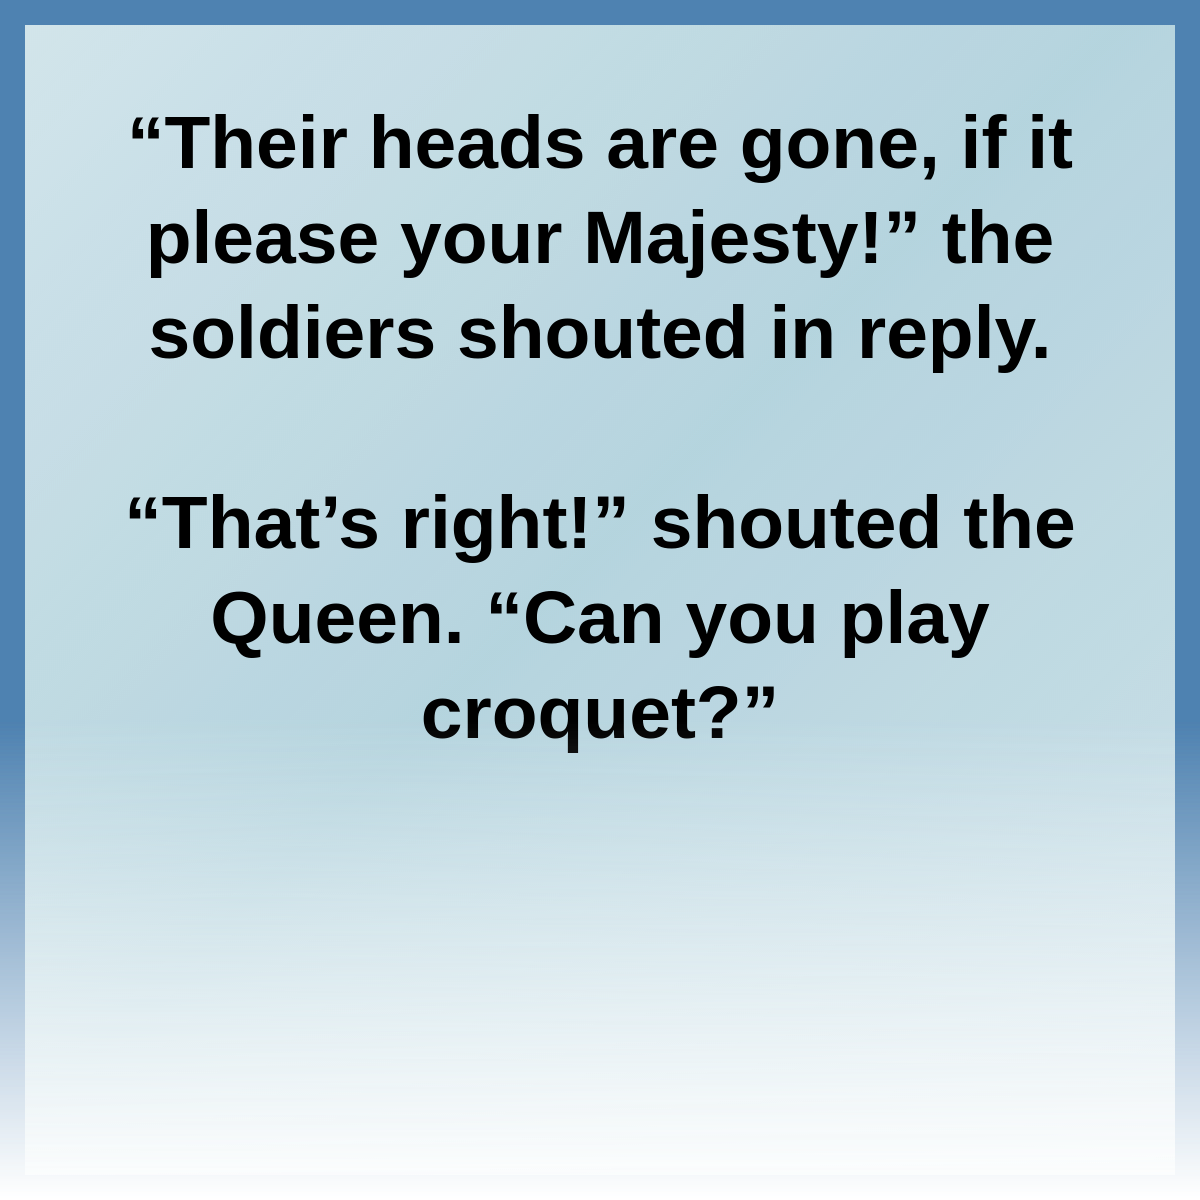 “Their heads are gone, if it
please your Majesty!” the
soldiers shouted in reply.
“That’s right!” shouted the
Queen. “Can you play
croquet?”